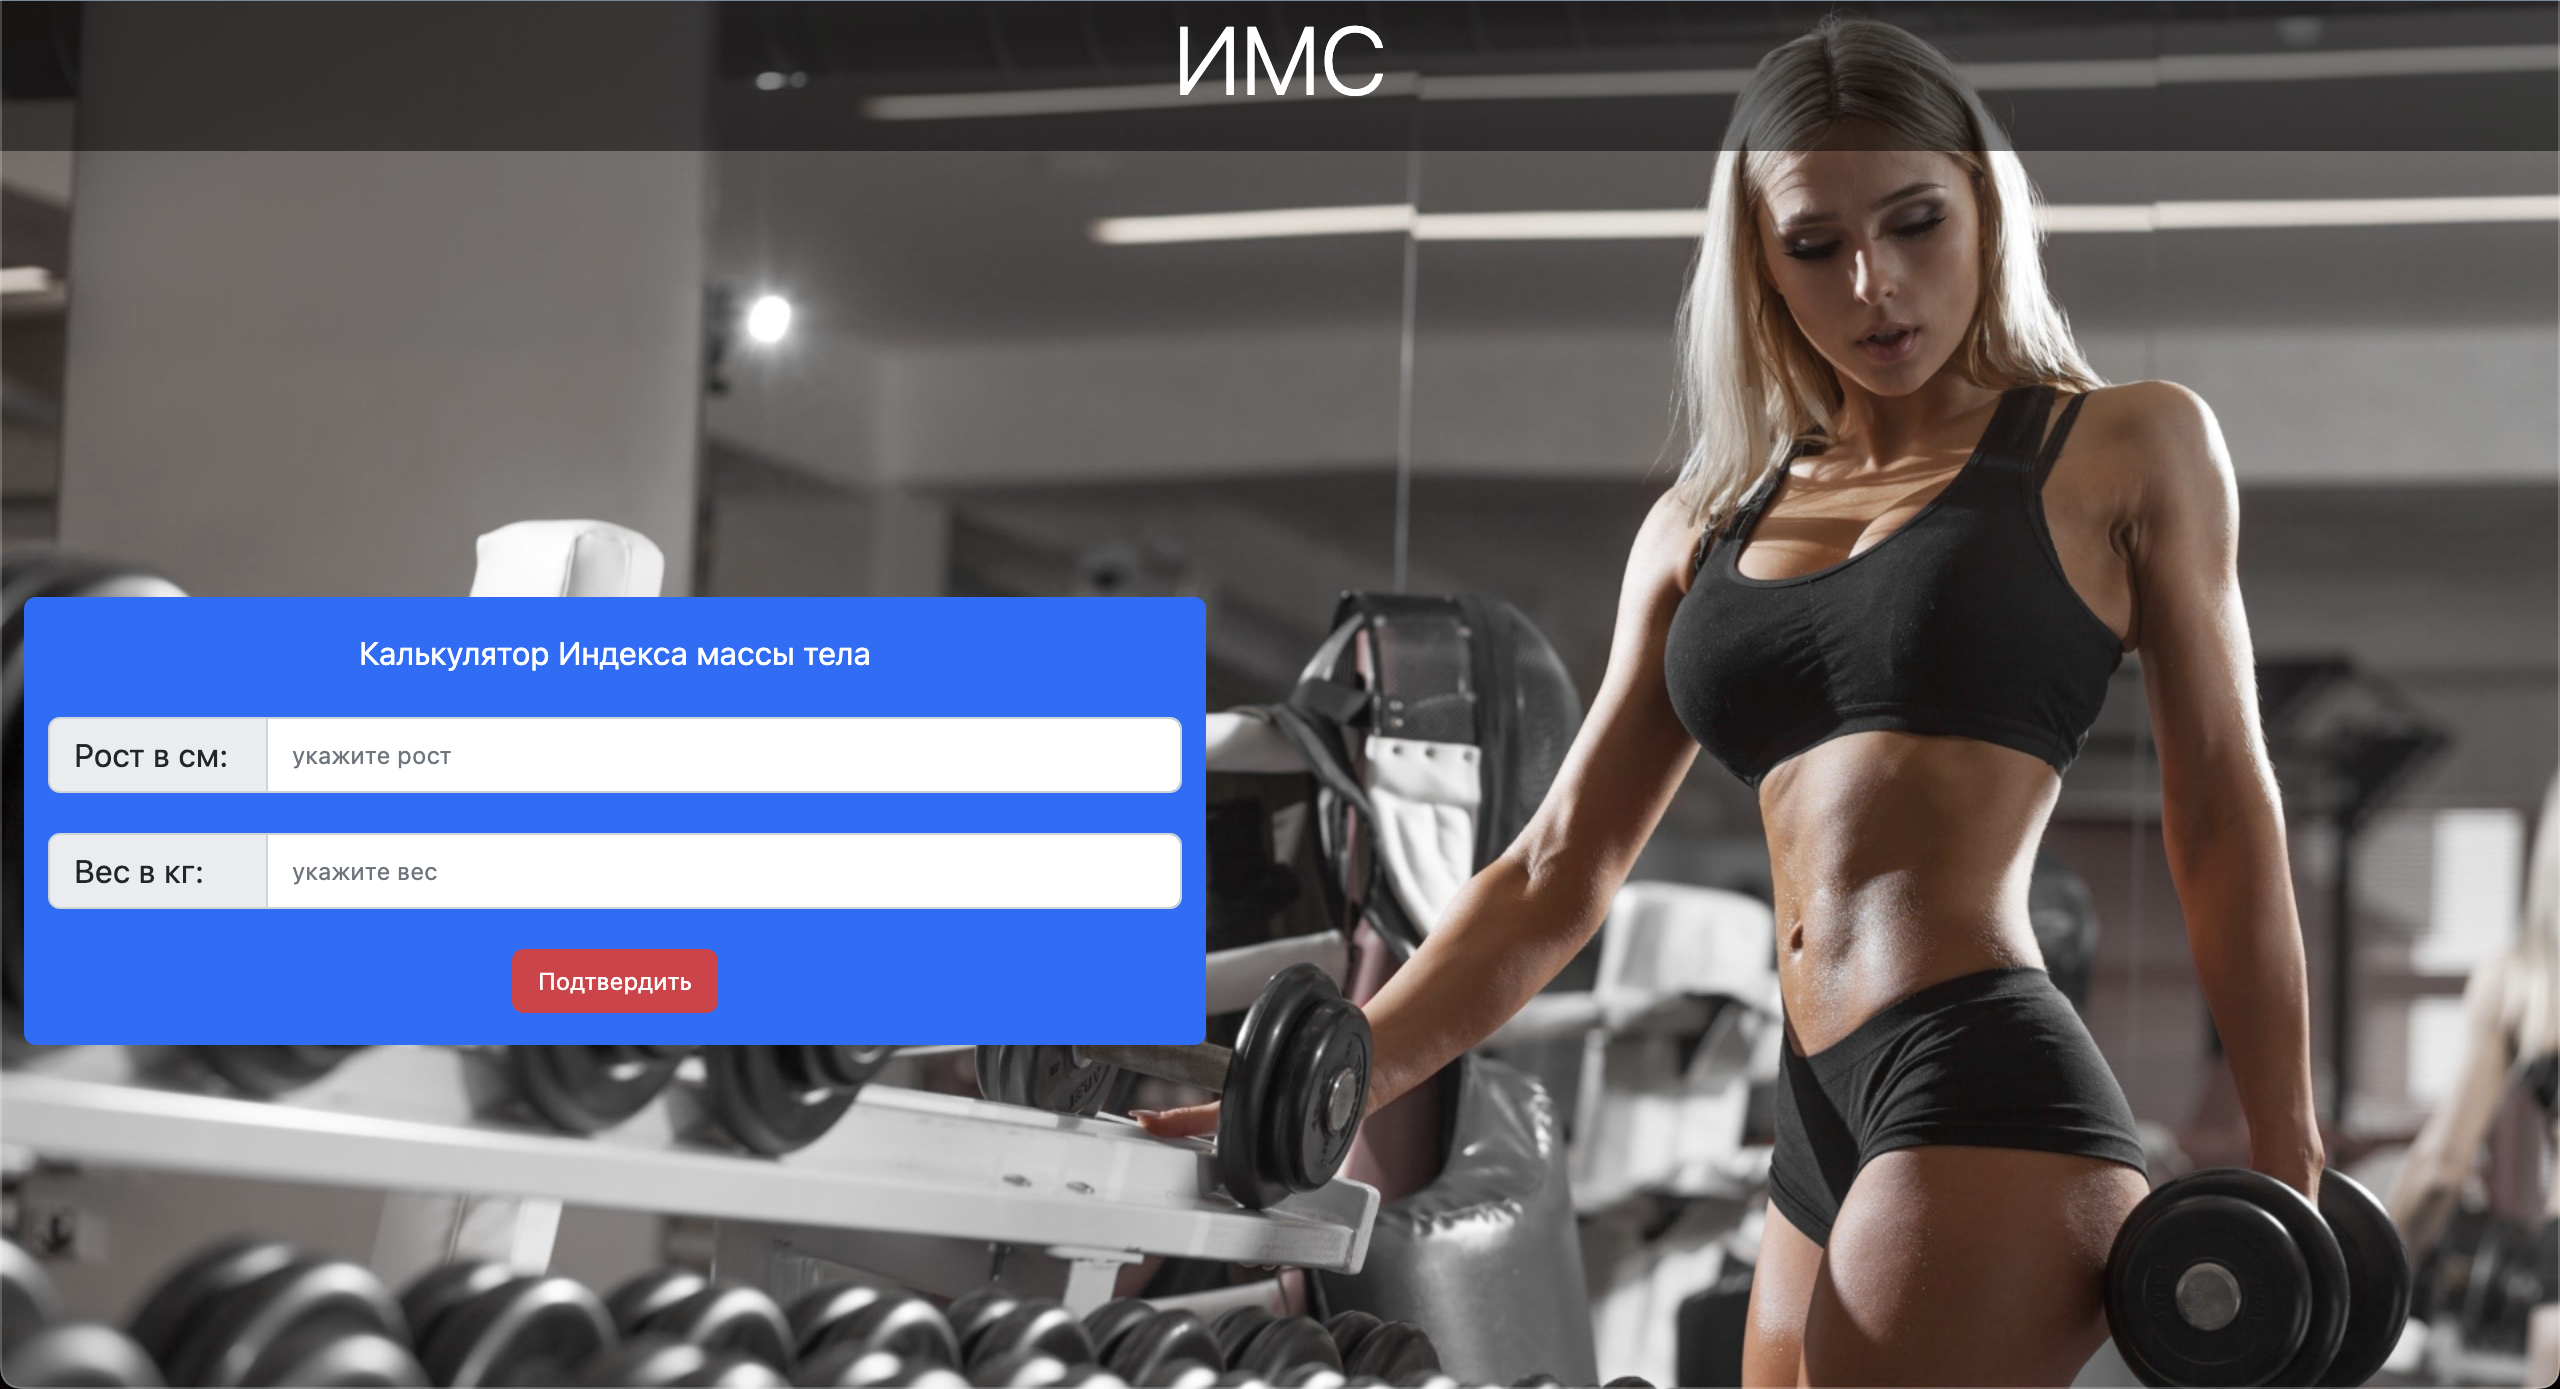 ИМС
Калькулятор Индекса массы тела
Рост в см: укажите рост
Вес в кг: укажите вес
Подтвердить